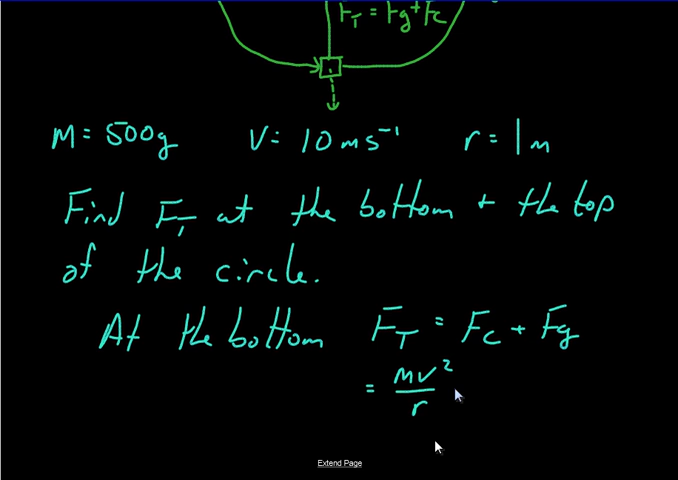 F_T = Fg + Fc
M = 500g V = 10 ms⁻¹ r = 1m
Find F_T at the bottom + the top
of the circle.
At the bottom F_T = F_C + Fg
= mv²/r
Extend Page